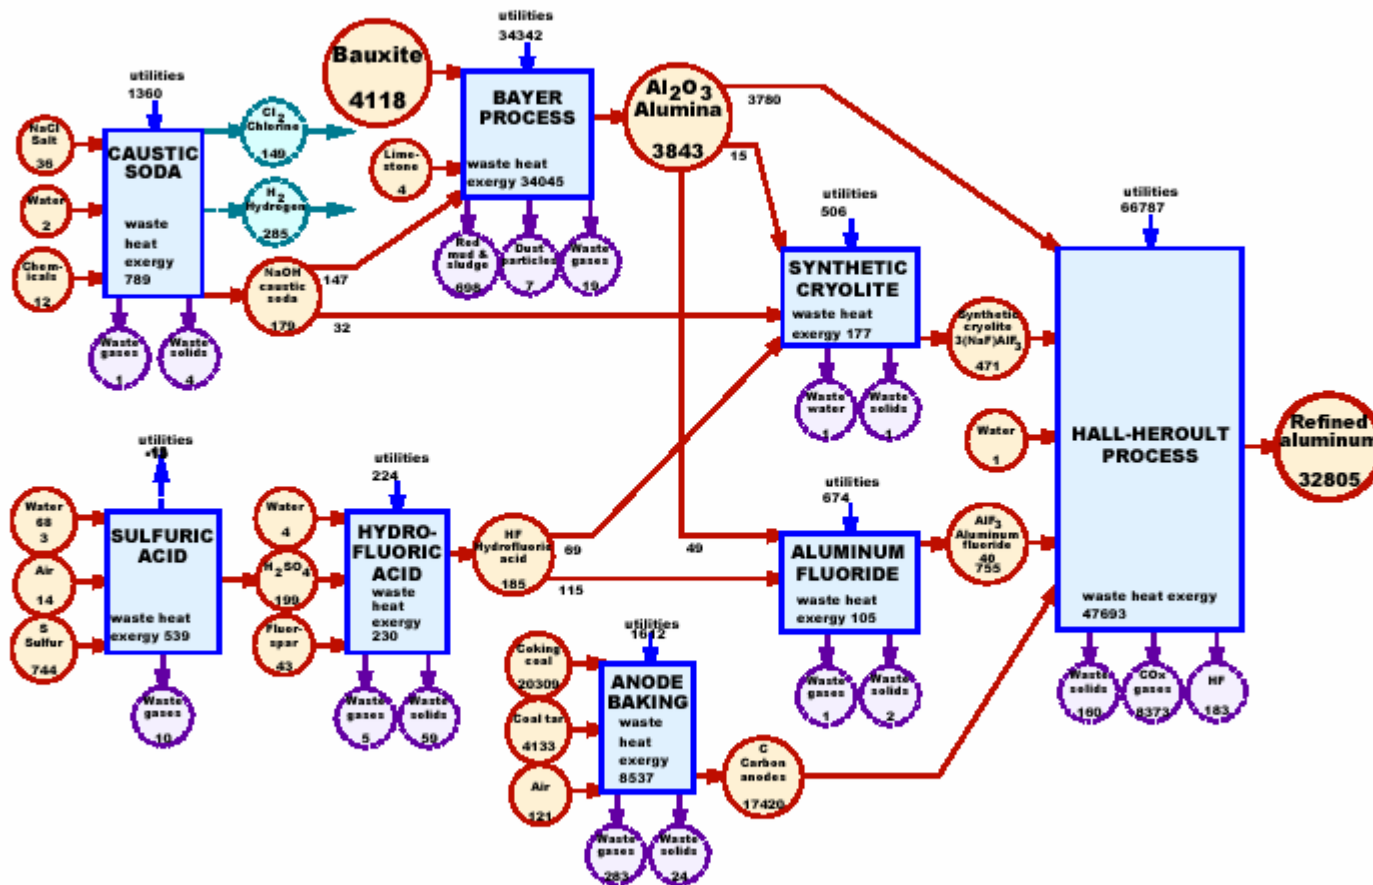 utilities
1360
NaCl
Salt
36
Water
2
Chem-
icals
12
CAUSTIC
SODA
waste
heat
exergy
789
Cl2
Chlorine
149
H2
Hydrogen
285
NaOH
caustic
soda
179
147
32
Waste
gases
1
Waste
solids
4
Bauxite
4118
Lime-
stone
4
utilities
34342
BAYER
PROCESS
waste heat
exergy 34045
Red
mud &
sludge
698
Dust
particles
7
Waste
gases
19
Al2O3
Alumina
3843
3780
15
49
utilities
506
SYNTHETIC
CRYOLITE
waste heat
exergy 177
Waste
water
1
Waste
solids
1
Synthetic
cryolite
3(NaF)AlF3
471
Water
1
utilities
66787
HALL-HEROULT
PROCESS
waste heat exergy
47693
Waste
solids
160
COx
gases
8373
HF
183
Refined
aluminum
32805
utilities
Water
68
3
Air
14
S
Sulfur
744
SULFURIC
ACID
waste heat
exergy 539
Waste
gases
10
utilities
224
Water
4
H2SO4
199
Fluor-
spar
43
HYDRO-
FLUORIC
ACID
waste
heat
exergy
230
Waste
gases
5
Waste
solids
59
HF
Hydrofluoric
acid
185
69
115
utilities
674
ALUMINUM
FLUORIDE
waste heat
exergy 105
Waste
gases
1
Waste
solids
2
AlF3
Aluminum
fluoride
40
755
utilities
1612
Coking
coal
20309
Coal tar
4133
Air
121
ANODE
BAKING
waste
heat
exergy
8537
Waste
gases
283
Waste
solids
24
C
Carbon
anodes
17420